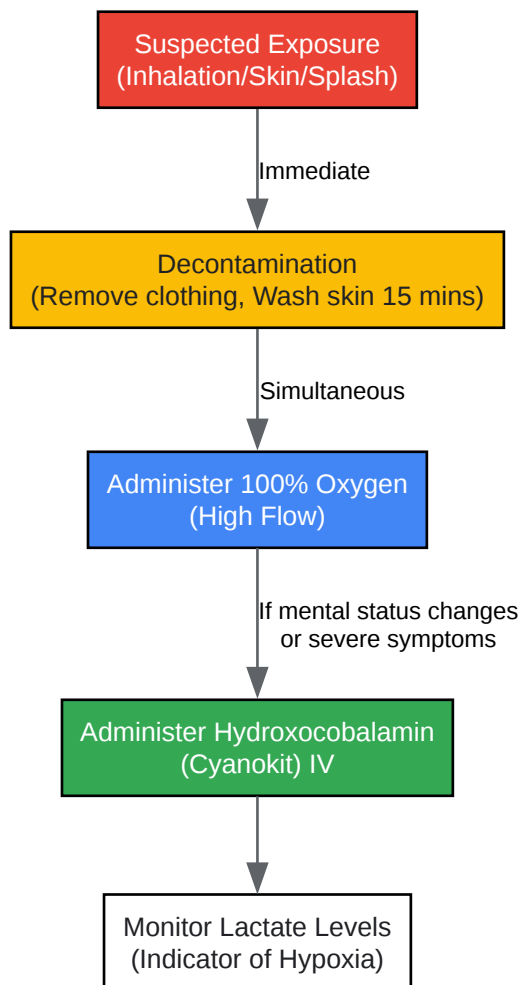 Suspected Exposure
(Inhalation/Skin/Splash)
Immediate
Decontamination
(Remove clothing, Wash skin 15 mins)
Simultaneous
Administer 100% Oxygen
(High Flow)
If mental status changes
or severe symptoms
Administer Hydroxocobalamin
(Cyanokit) IV
Monitor Lactate Levels
(Indicator of Hypoxia)